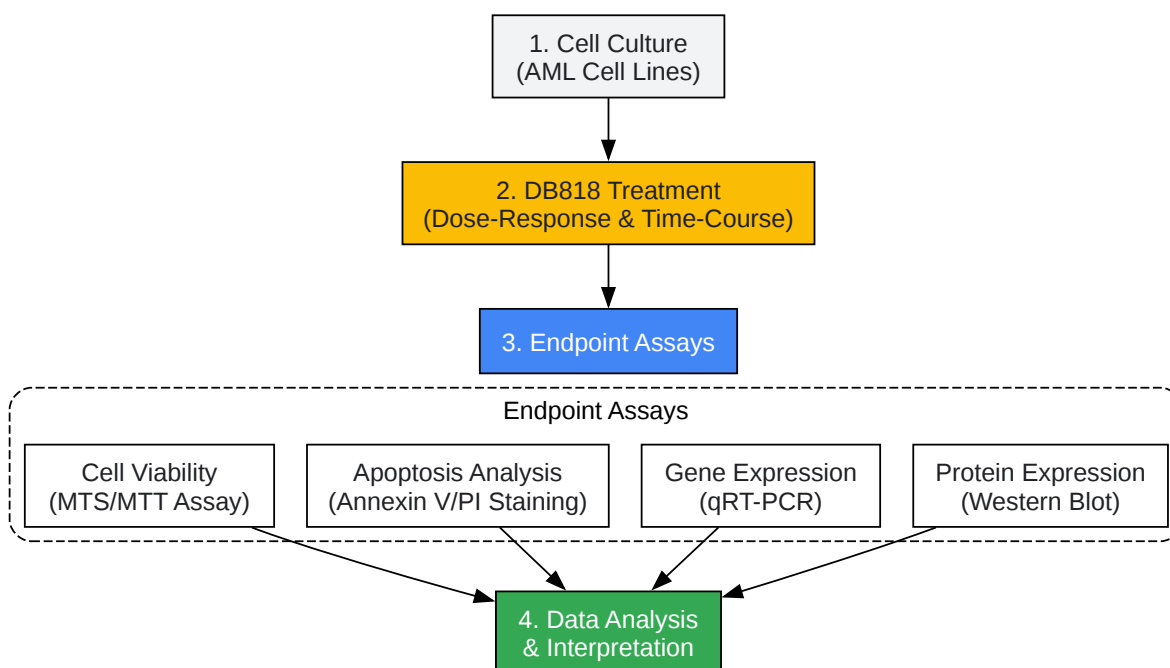 1. Cell Culture
(AML Cell Lines)
2. DB818 Treatment
(Dose-Response & Time-Course)
3. Endpoint Assays
Endpoint Assays
Cell Viability
(MTS/MTT Assay)
Apoptosis Analysis
(Annexin V/PI Staining)
Gene Expression
(qRT-PCR)
Protein Expression
(Western Blot)
4. Data Analysis
& Interpretation